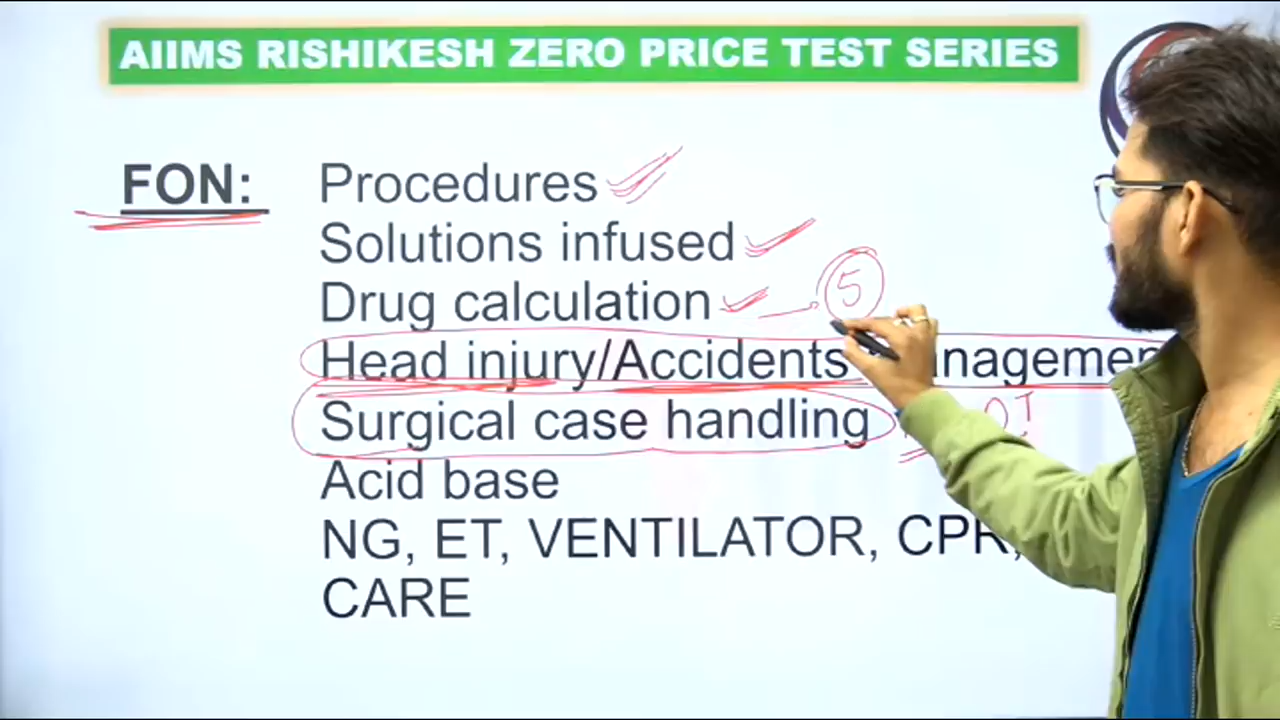 AIIMS RISHIKESH ZERO PRICE TEST SERIES
FON: Procedures
Solutions infused
Drug calculation 5
Head injury/Accidents
Surgical case handling OT
Acid base
NG, ET, VENTILATOR, CPR,
CARE